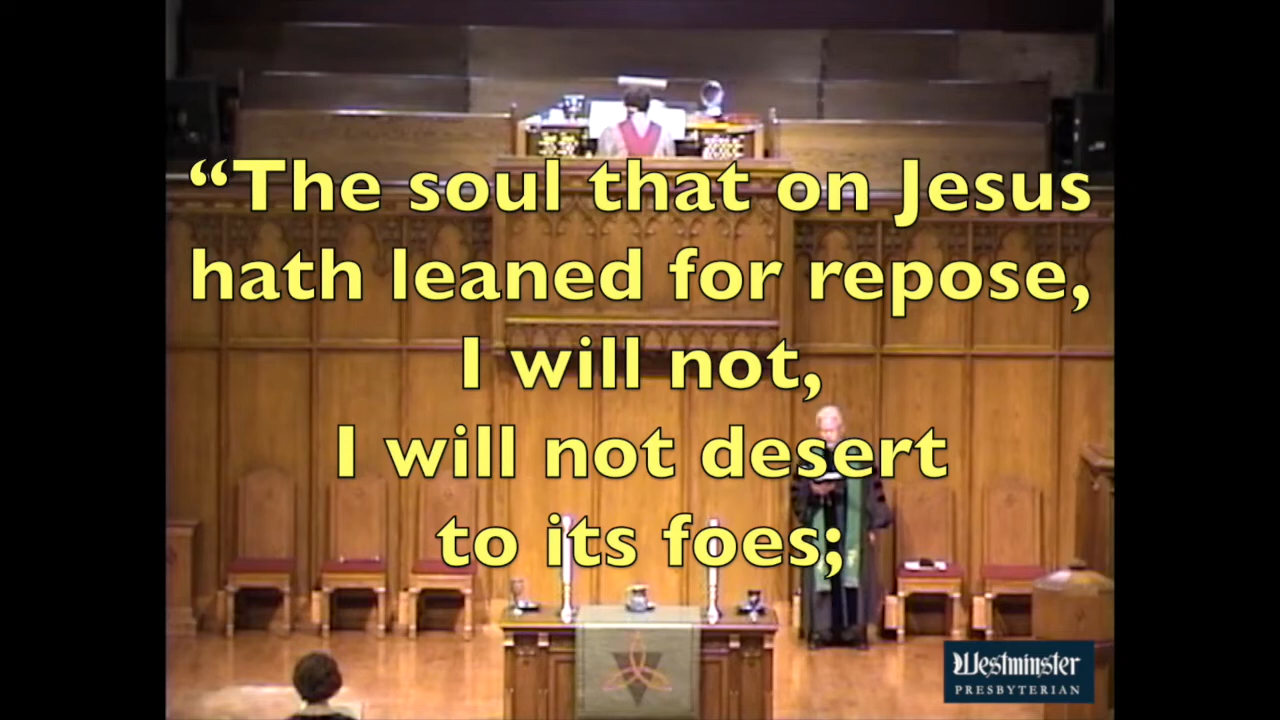 “The soul that on Jesus
hath leaned for repose,
I will not,
I will not desert
to its foes;
Westminster
PRESBYTERIAN